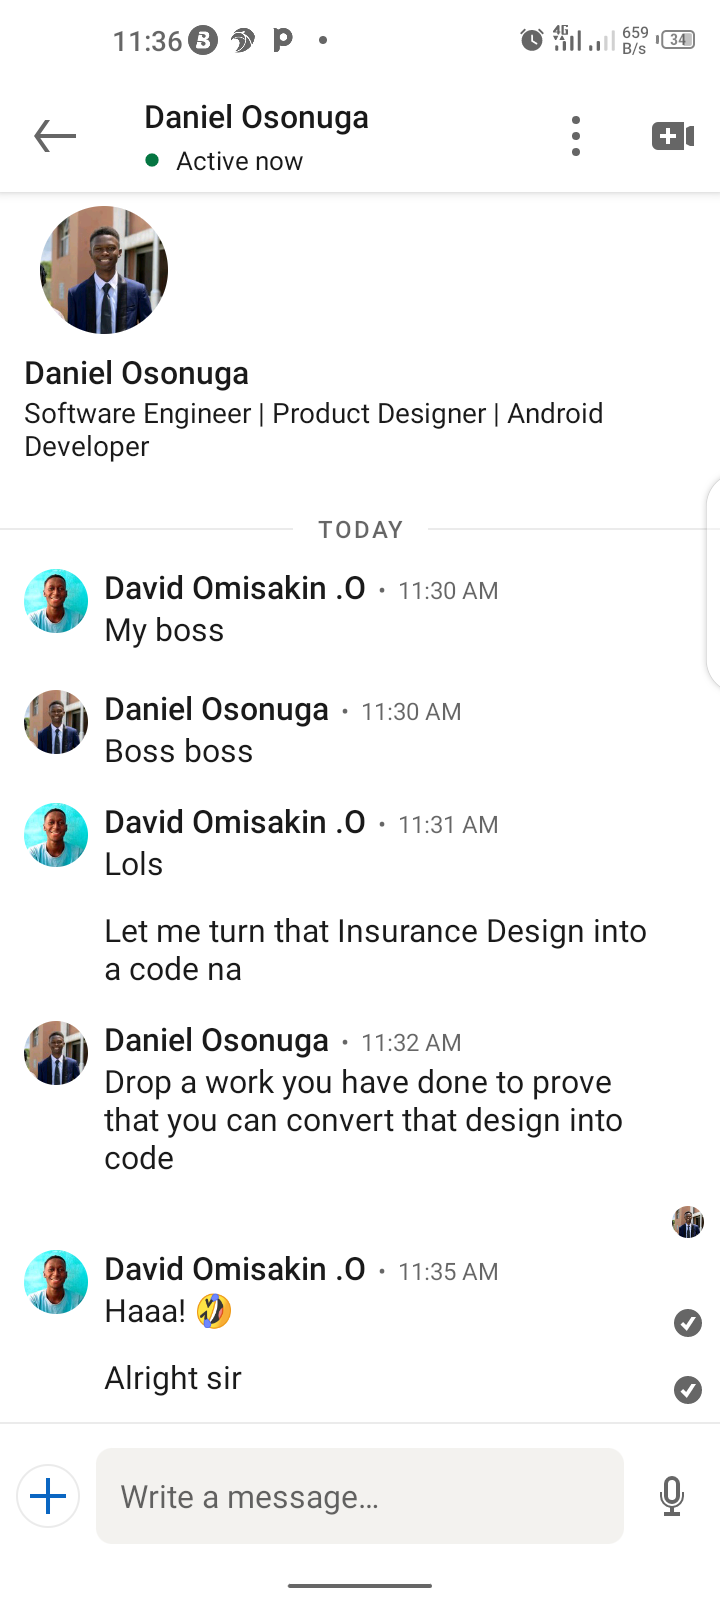 11:36
4G
659
B/s
34
Daniel Osonuga
Active now
Daniel Osonuga
Software Engineer | Product Designer | Android
Developer
TODAY
David Omisakin .O • 11:30 AM
My boss
Daniel Osonuga • 11:30 AM
Boss boss
David Omisakin .O • 11:31 AM
Lols
Let me turn that Insurance Design into
a code na
Daniel Osonuga • 11:32 AM
Drop a work you have done to prove
that you can convert that design into
code
David Omisakin .O • 11:35 AM
Haaa! 🤣
Alright sir
Write a message...